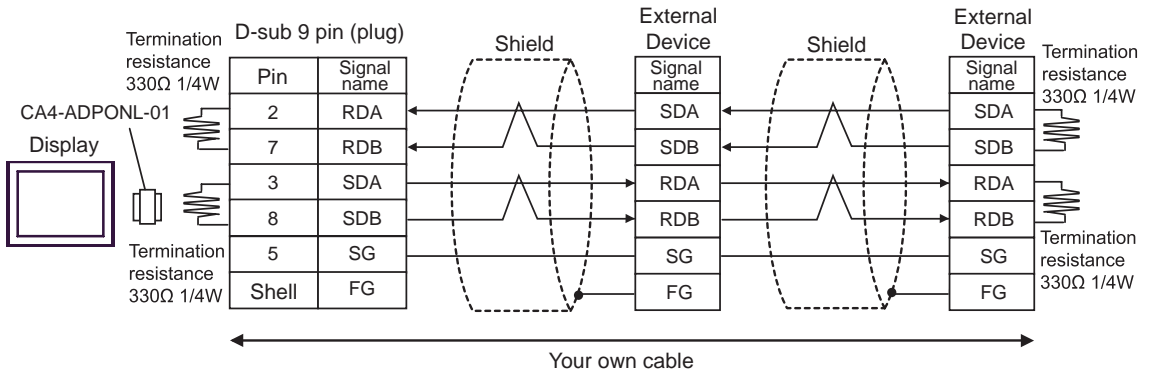 Termination
resistance
330Ω 1/4W
D-sub 9 pin (plug)
Shield
External
Device
Shield
External
Device
Termination
resistance
330Ω 1/4W
CA4-ADPONL-01
Display
Pin
Signal
name
2
RDA
7
RDB
3
SDA
8
SDB
5
SG
Shell
FG
Signal
name
SDA
SDB
RDA
RDB
SG
FG
Signal
name
SDA
SDB
RDA
RDB
SG
FG
Termination
resistance
330Ω 1/4W
Termination
resistance
330Ω 1/4W
Your own cable